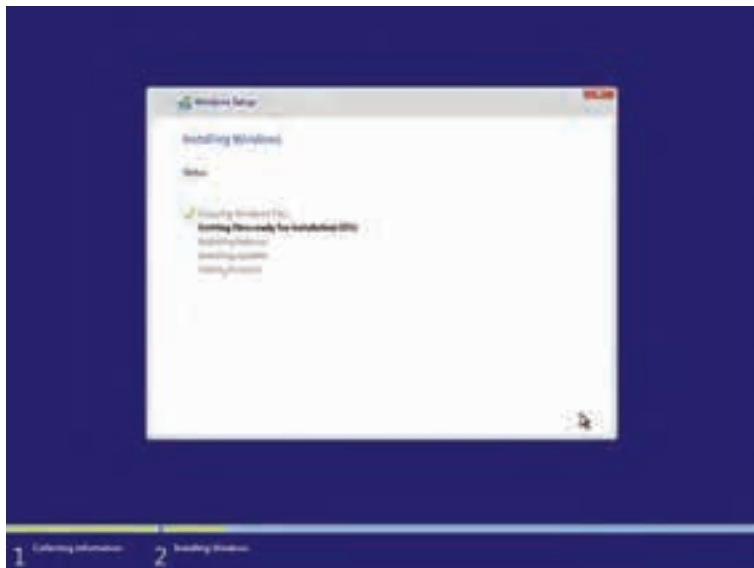 Windows Setup
Installing Windows
Status
Copying Windows files
Getting files ready for installation
Installing features
Installing updates
Finishing up
1 Collecting information
2 Installing Windows